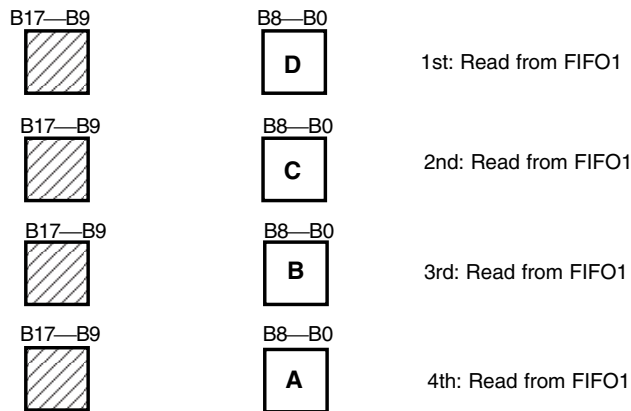 B17—B9 B8—B0
D 1st: Read from FIFO1
B17—B9 B8—B0
C 2nd: Read from FIFO1
B17—B9 B8—B0
B 3rd: Read from FIFO1
B17—B9 B8—B0
A 4th: Read from FIFO1